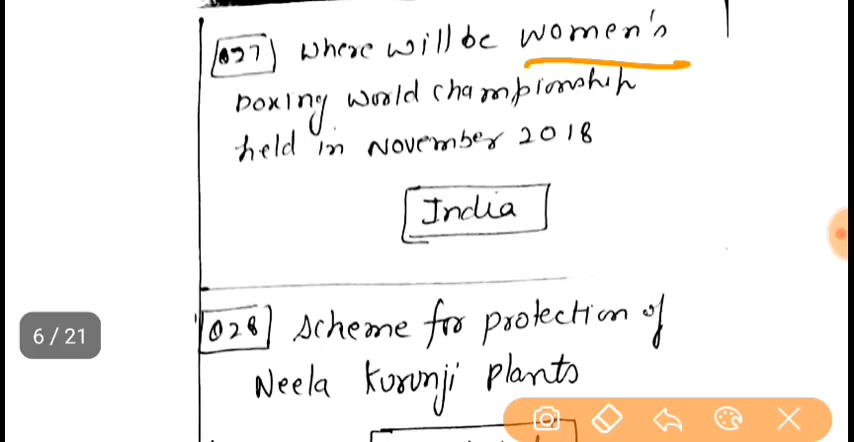 Q27) Where will be women's
Boxing world championship
held in November 2018
India
Q28 Scheme for protection of
Neela Kurunji plants
6 / 21